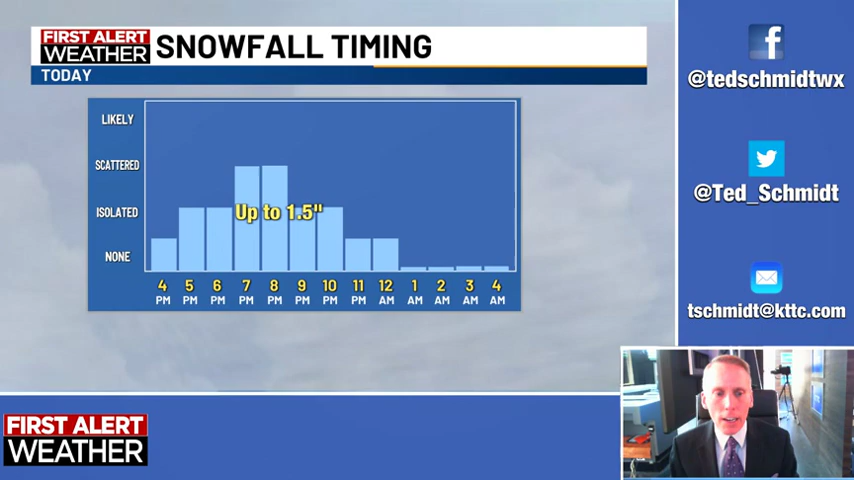 FIRST ALERT
WEATHER
SNOWFALL TIMING
TODAY
LIKELY
SCATTERED
ISOLATED
NONE
Up to 1.5"
4 5 6 7 8 9 10 11 12 1 2 3 4
PM PM PM PM PM PM PM PM AM AM AM AM AM
f
@tedschmidtwx
@Ted_Schmidt
tschmidt@kttc.com
FIRST ALERT
WEATHER